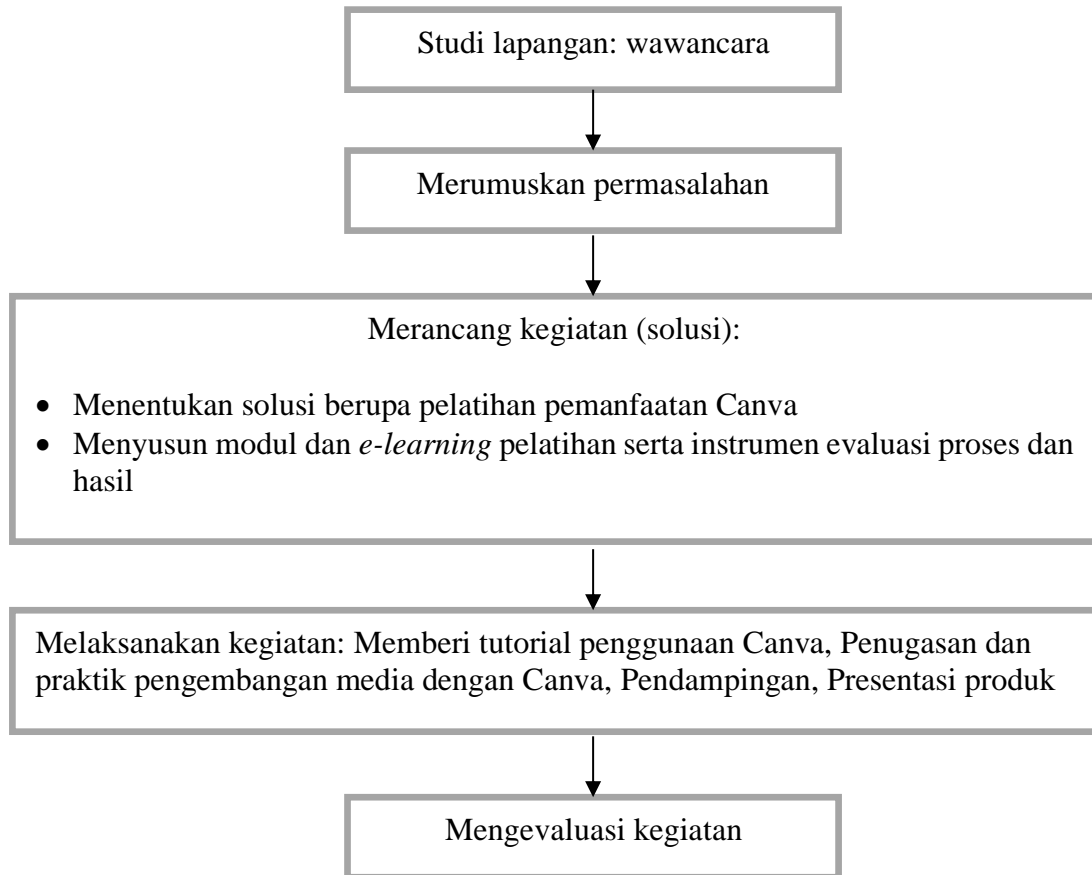 Studi lapangan: wawancara
Merumuskan permasalahan
Merancang kegiatan (solusi):
• Menentukan solusi berupa pelatihan pemanfaatan Canva
• Menyusun modul dan e-learning pelatihan serta instrumen evaluasi proses dan
hasil
Melaksanakan kegiatan: Memberi tutorial penggunaan Canva, Penugasan dan
praktik pengembangan media dengan Canva, Pendampingan, Presentasi produk
Mengevaluasi kegiatan